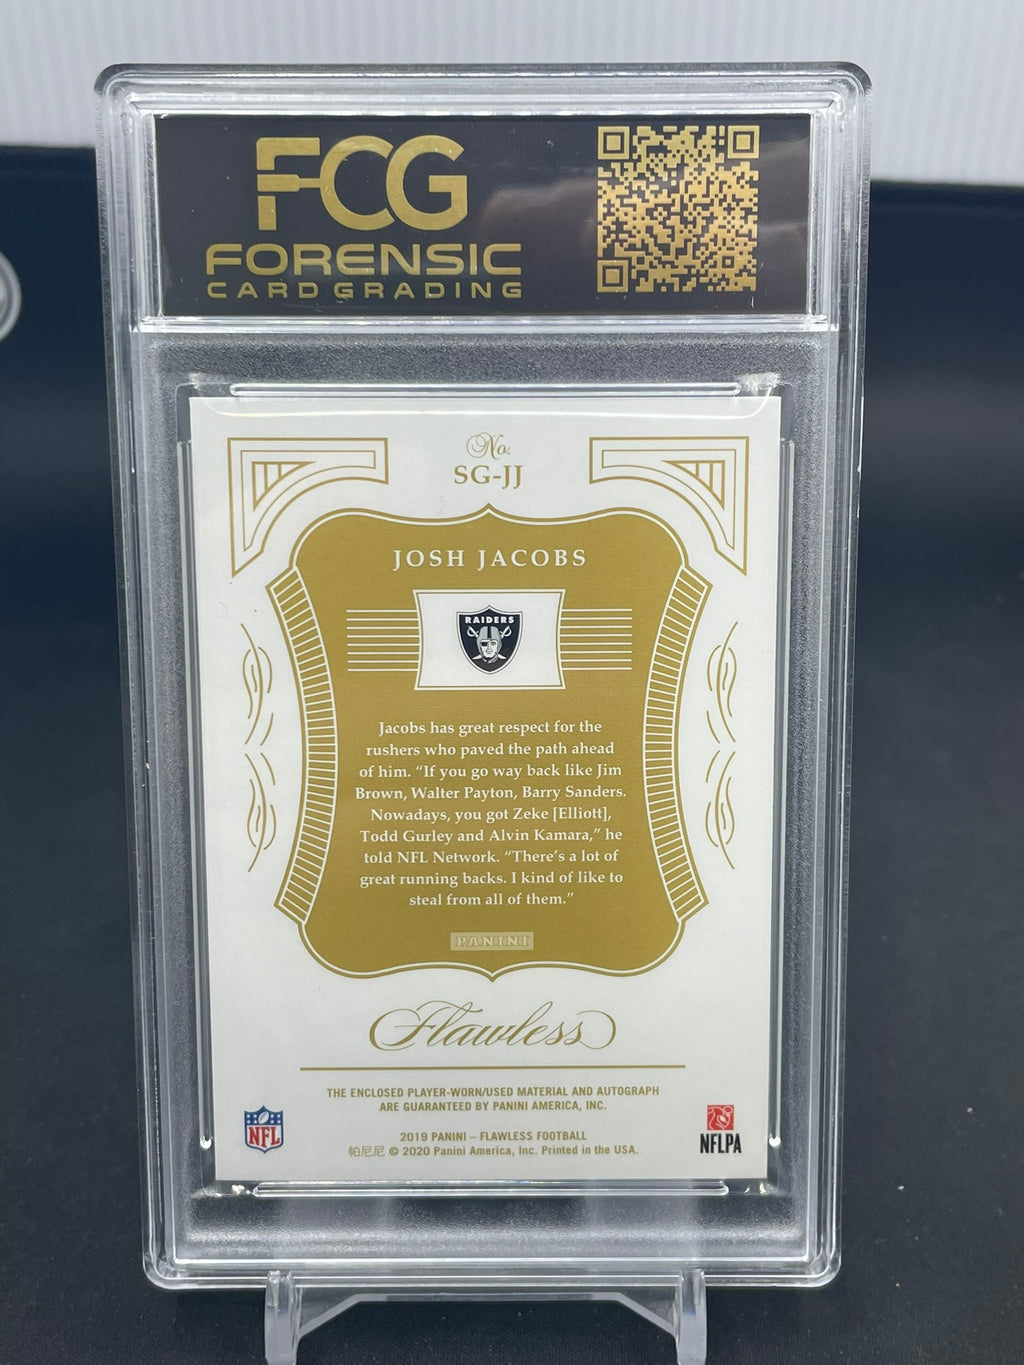 FCG
FORENSIC
CARD GRADING
No.
SG-JJ
JOSH JACOBS
RAIDERS
Jacobs has great respect for the
rushers who paved the path ahead
of him. “If you go way back like Jim
Brown, Walter Payton, Barry Sanders.
Nowadays, you got Zeke [Elliott],
Todd Gurley and Alvin Kamara,” he
told NFL Network. “There’s a lot of
great running backs. I kind of like to
steal from all of them.”
PANINI
Flawless
THE ENCLOSED PLAYER-WORN/USED MATERIAL AND AUTOGRAPH
ARE GUARANTEED BY PANINI AMERICA, INC.
2019 PANINI – FLAWLESS FOOTBALL
帕尼尼 © 2020 Panini America, Inc. Printed in the USA.
NFL
NFLPA